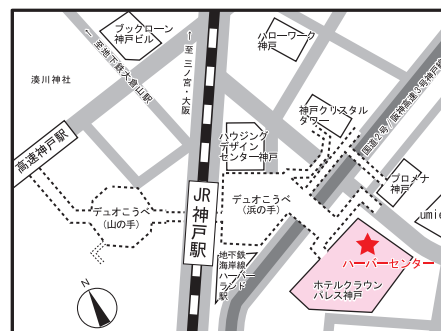 ブックローン
神戸ビル
← 至地下鉄大倉山駅
← 至 三ノ宮・大阪
ハローワーク
神戸
湊川神社
神戸クリスタル
タワー
国道2号/阪神高速3号神戸線
高速神戸駅
ハウジング
デザイン
センター神戸
プロメナ
神戸
デュオこうべ
(山の手)
JR神戸駅
デュオこうべ
(浜の手)
umie
地下鉄
海岸線
ハーバー
ランド
駅
ハーバーセンター
ホテルクラウン
パレス神戸
N